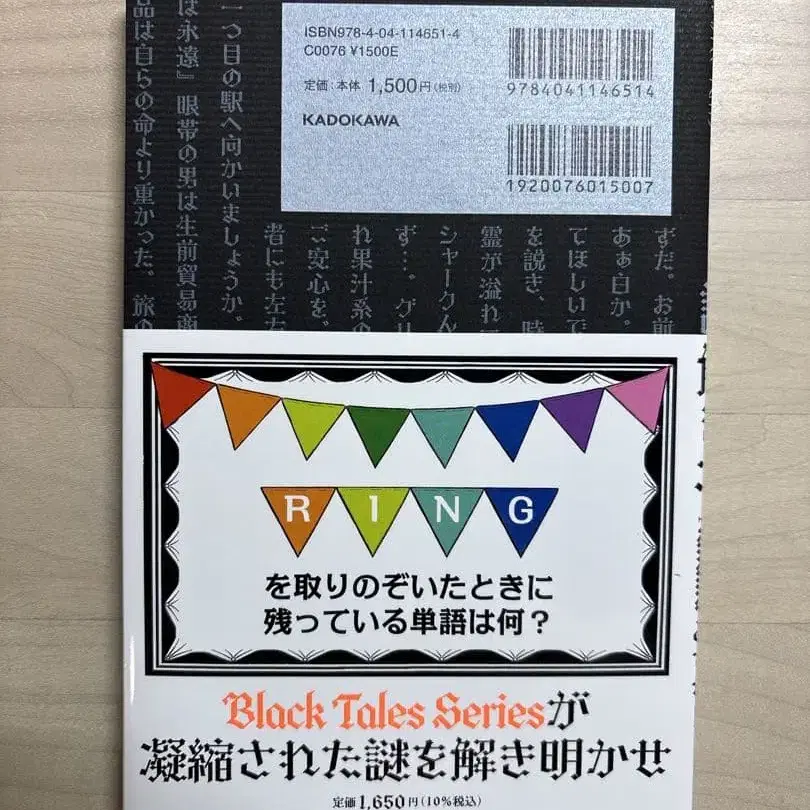 ISBN978-4-04-114651-4
C0076 ¥1500E
定価：本体 1,500円（税別）
KADOKAWA
9784041146514
1920076015007
ずだ。お前
あぁ白か。
てほしいで
を説き、時
霊が溢れ
シャークん
ず…。グリ
れ果汁系の
に安心を。
者にも左
二つ目の駅へ向かいましょうか。
は永遠』眼帯の男は生前貿易商
品は自らの命より重かった。旅の
RING
を取りのぞいたときに
残っている単語は何？
Black Tales Seriesが
凝縮された謎を解き明かせ
定価1,650円（10%税込）